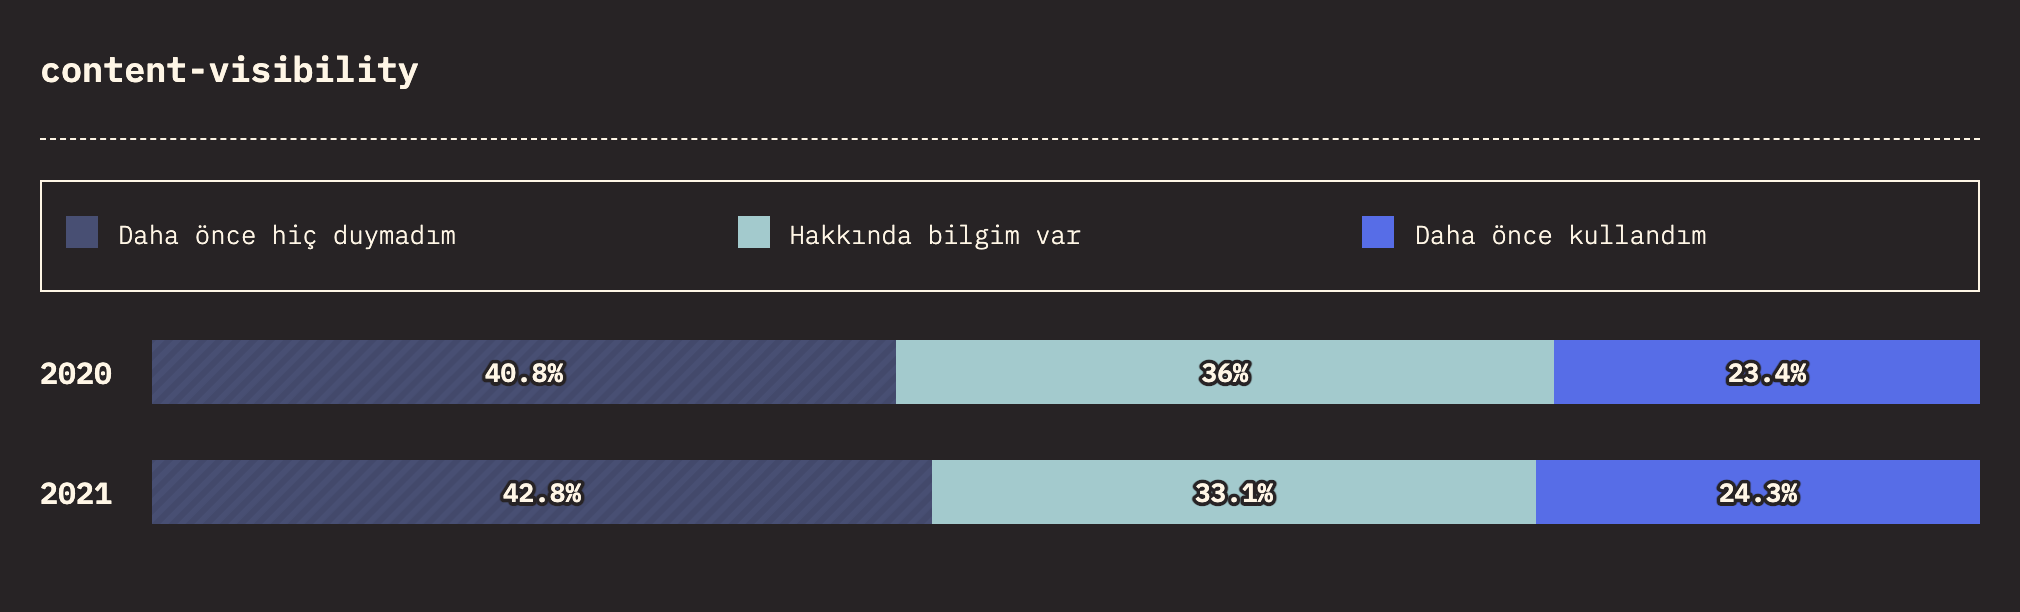 content-visibility
Daha önce hiç duymadım Hakkında bilgim var Daha önce kullandım
2020 40.8% 36% 23.4%
2021 42.8% 33.1% 24.3%